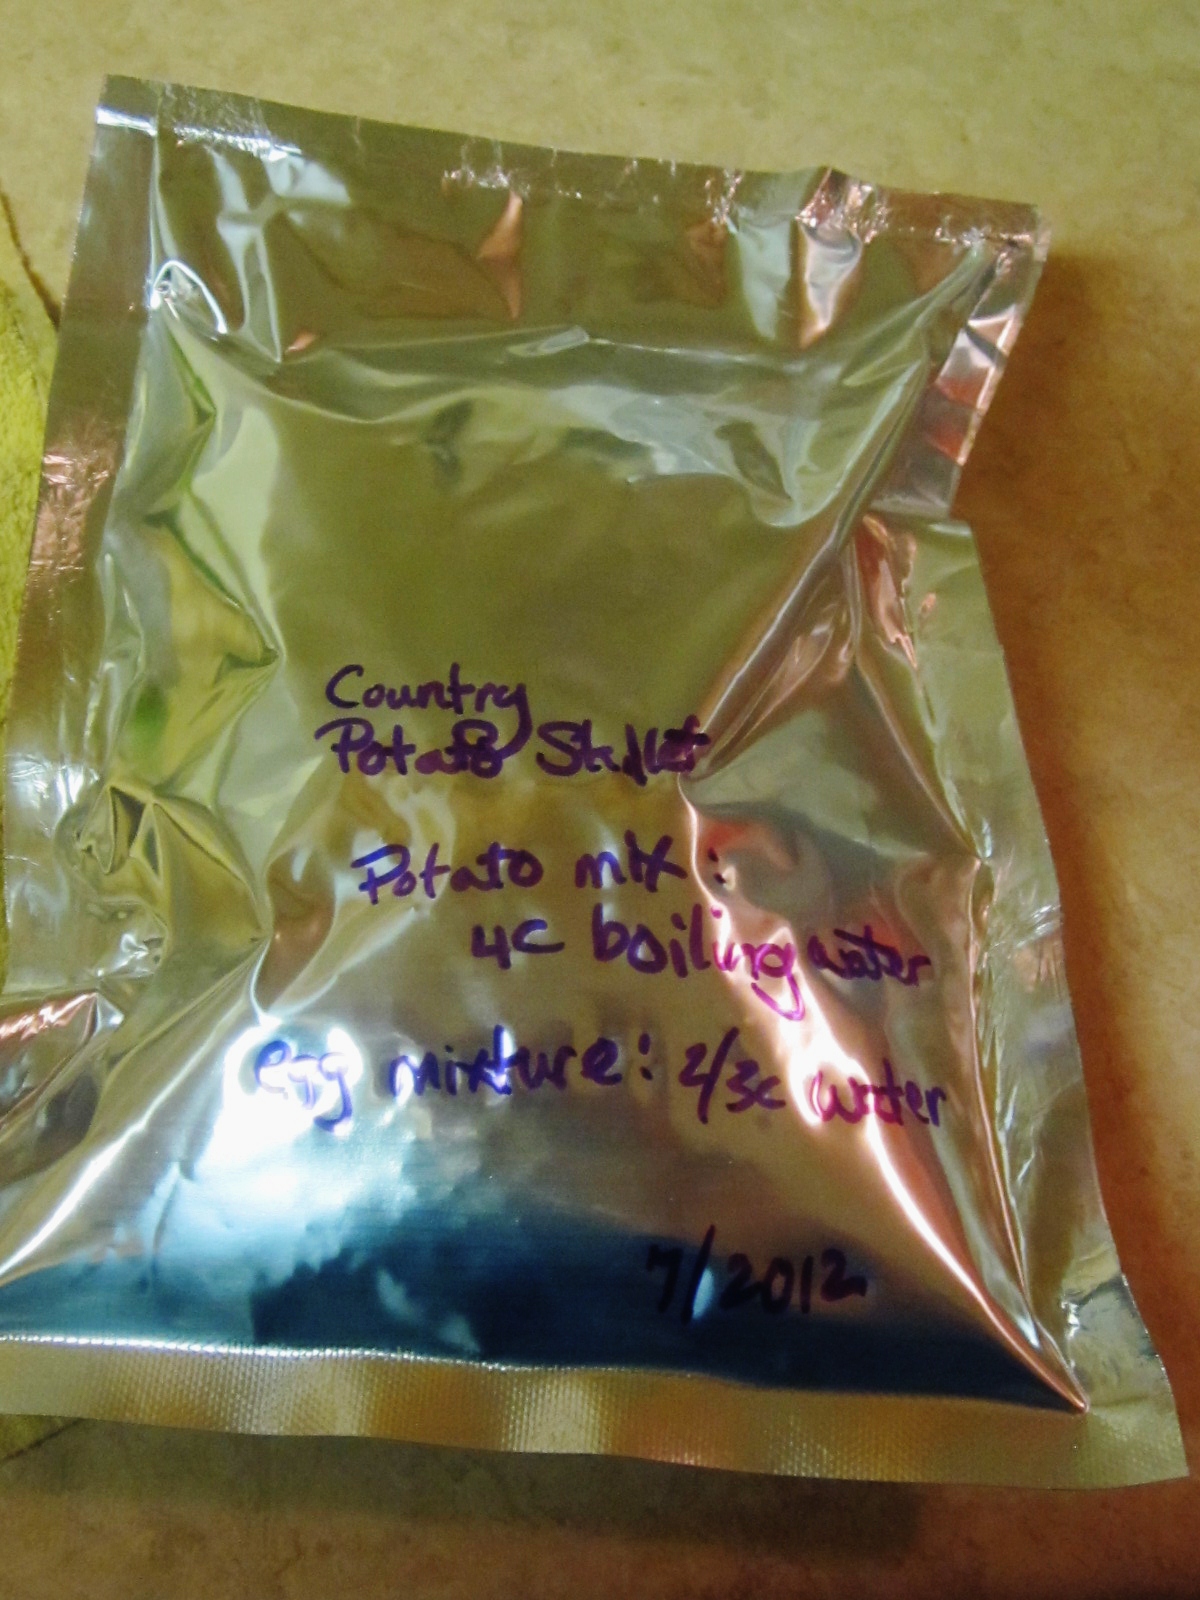 Country
Potato Skillet
Potato mix:
4C boiling water
egg mixture: 2/3c water
7/2012